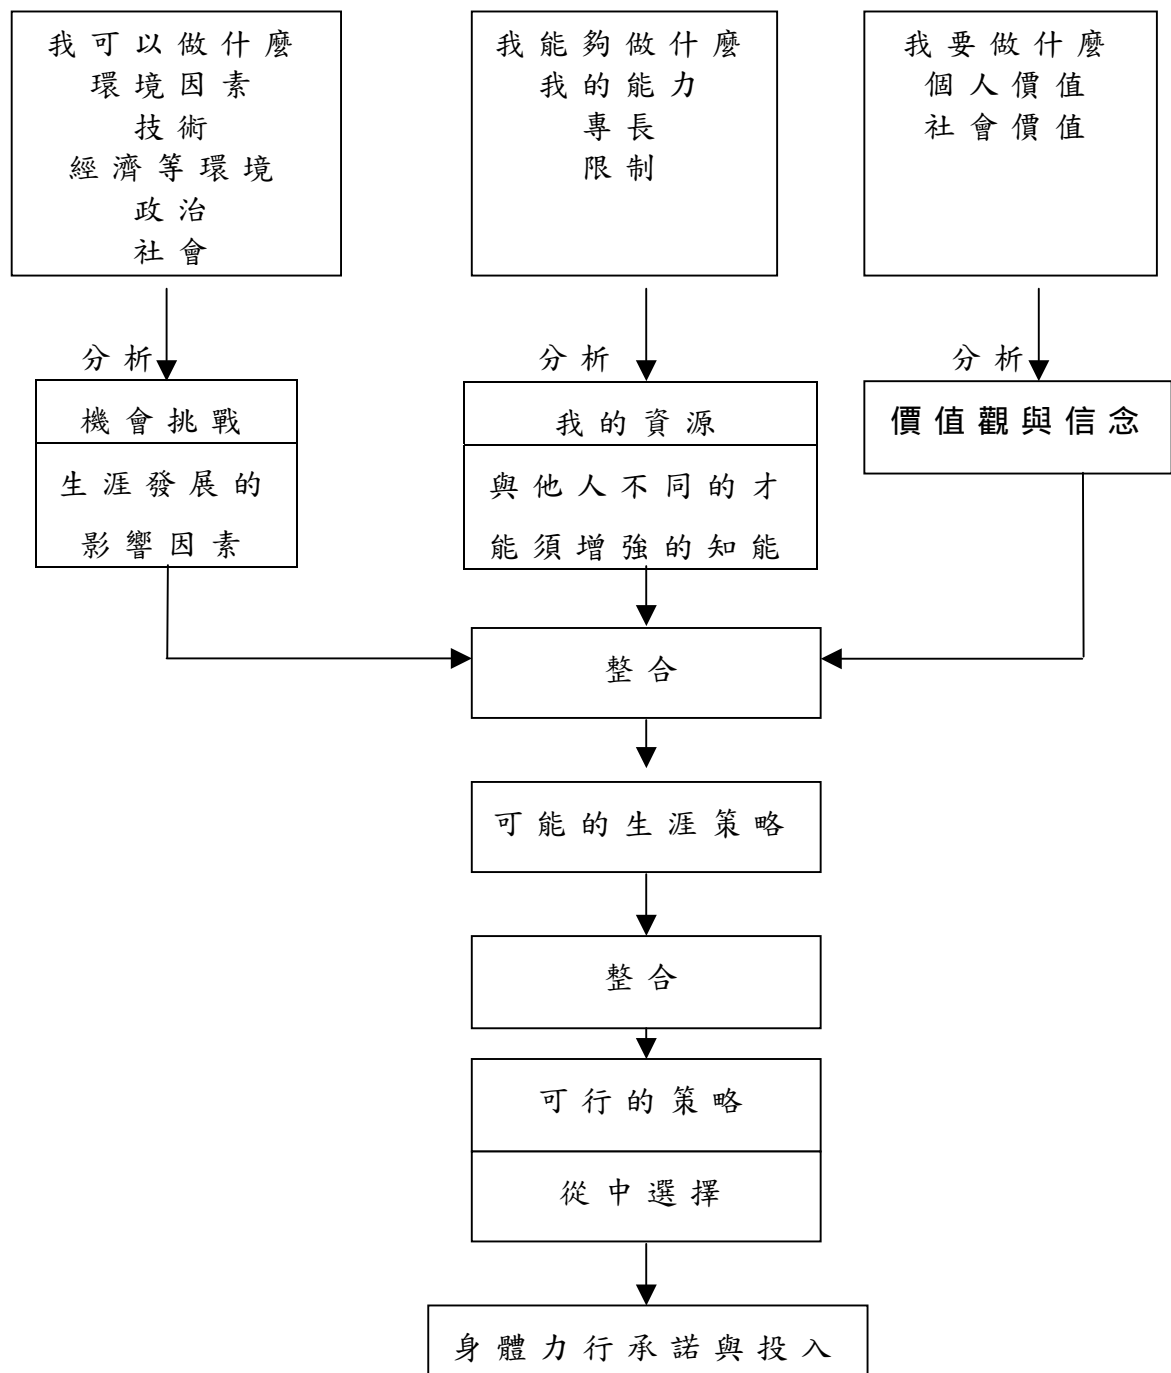 我可以做什麼
環境因素
技術
經濟等環境
政治
社會
我能夠做什麼
我的能力
專長
限制
我要做什麼
個人價值
社會價值
分析
分析
分析
機會挑戰
生涯發展的
影響因素
我的資源
與他人不同的才
能須增強的知能
價值觀與信念
整合
可能的生涯策略
整合
可行的策略
從中選擇
身體力行承諾與投入